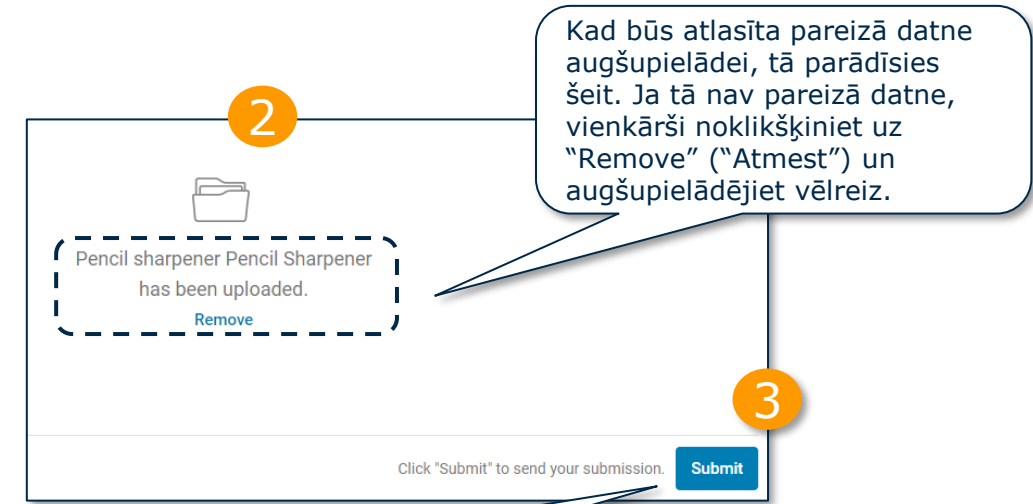 Kad būs atlasīta pareizā datne
augšupielādei, tā parādīsies
šeit. Ja tā nav pareizā datne,
vienkārši noklikšķiniet uz
“Remove” (“Atmest”) un
augšupielādējiet vēlreiz.
2
Pencil sharpener Pencil Sharpener
has been uploaded.
Remove
3
Click "Submit" to send your submission.
Submit